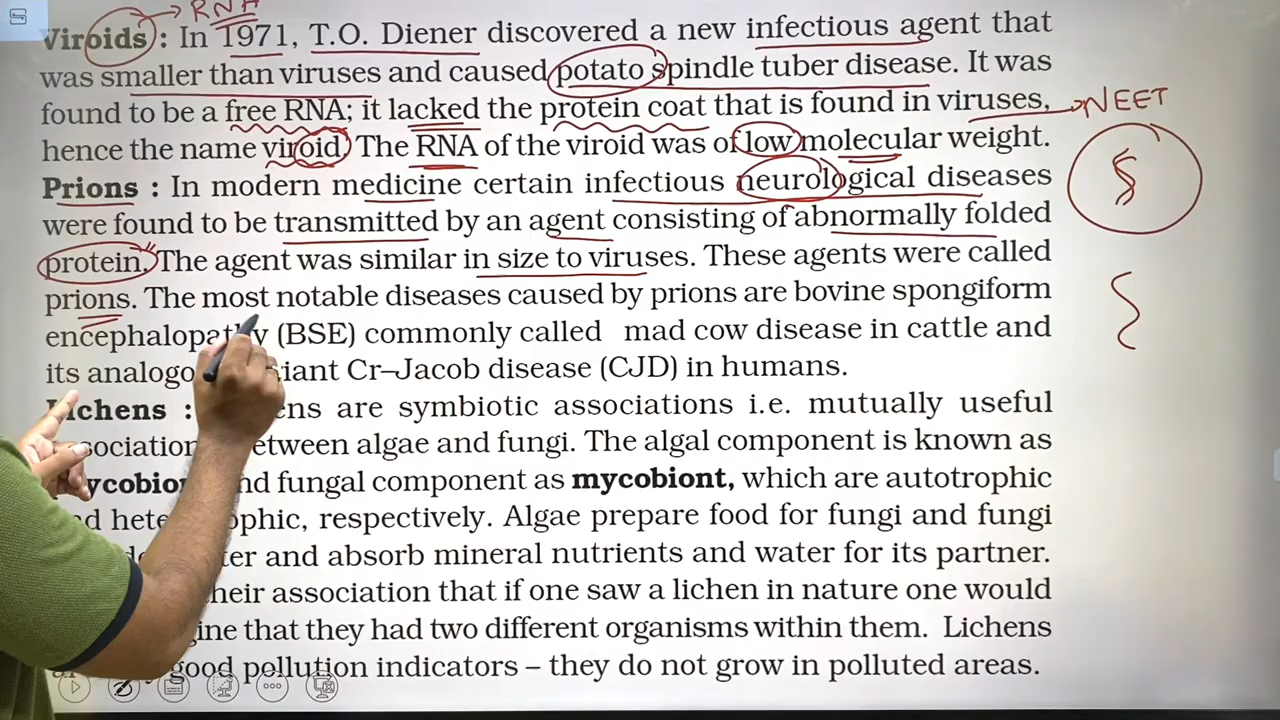 RNA
Viroids : In 1971, T.O. Diener discovered a new infectious agent that
was smaller than viruses and caused potato spindle tuber disease. It was
found to be a free RNA; it lacked the protein coat that is found in viruses, NEET
hence the name viroid. The RNA of the viroid was of low molecular weight.
Prions : In modern medicine certain infectious neurological diseases
were found to be transmitted by an agent consisting of abnormally folded
protein. The agent was similar in size to viruses. These agents were called
prions. The most notable diseases caused by prions are bovine spongiform
encephalopathy (BSE) commonly called mad cow disease in cattle and
its analogo iant Cr–Jacob disease (CJD) in humans.
Lichens : ens are symbiotic associations i.e. mutually useful
sociation etween algae and fungi. The algal component is known as
ycobio nd fungal component as mycobiont, which are autotrophic
d hete ophic, respectively. Algae prepare food for fungi and fungi
ter and absorb mineral nutrients and water for its partner.
heir association that if one saw a lichen in nature one would
ine that they had two different organisms within them. Lichens
good pollution indicators – they do not grow in polluted areas.